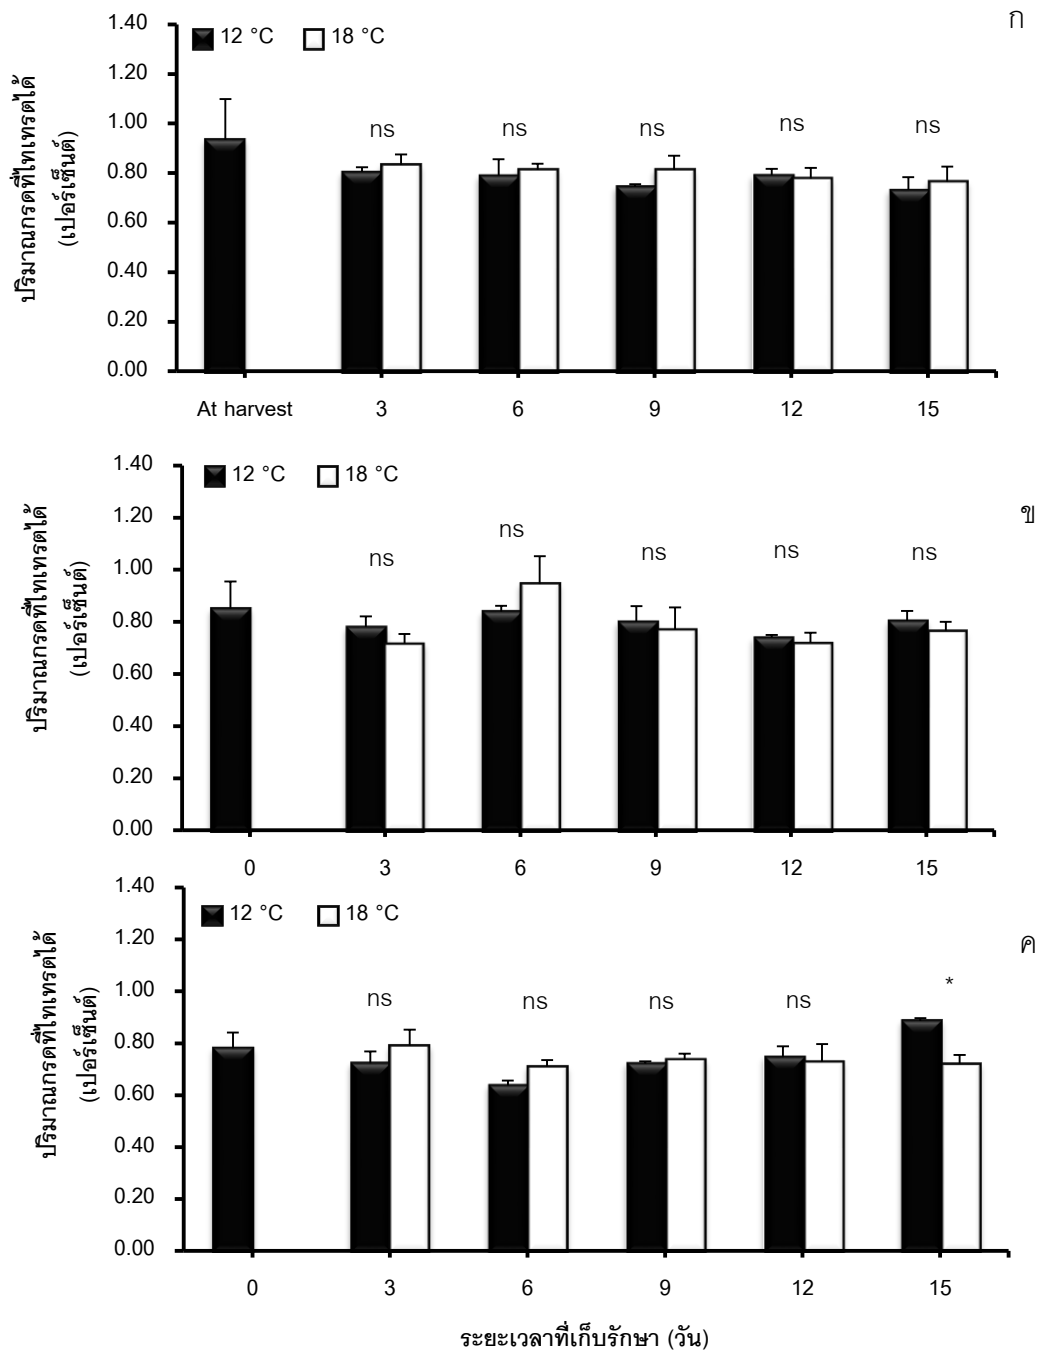 ก
1.40
12 °C 18 °C
1.20
1.00
0.80
0.60
0.40
0.20
0.00
ปริมาณกรดที่ไทเทรตได้
(เปอร์เซ็นต์)
ns ns ns ns ns
At harvest 3 6 9 12 15
ข
1.40
12 °C 18 °C
1.20
1.00
0.80
0.60
0.40
0.20
0.00
ปริมาณกรดที่ไทเทรตได้
(เปอร์เซ็นต์)
ns ns ns ns ns
0 3 6 9 12 15
ค
1.40
12 °C 18 °C
1.20
1.00
0.80
0.60
0.40
0.20
0.00
ปริมาณกรดที่ไทเทรตได้
(เปอร์เซ็นต์)
ns ns ns ns *
0 3 6 9 12 15
ระยะเวลาที่เก็บรักษา (วัน)